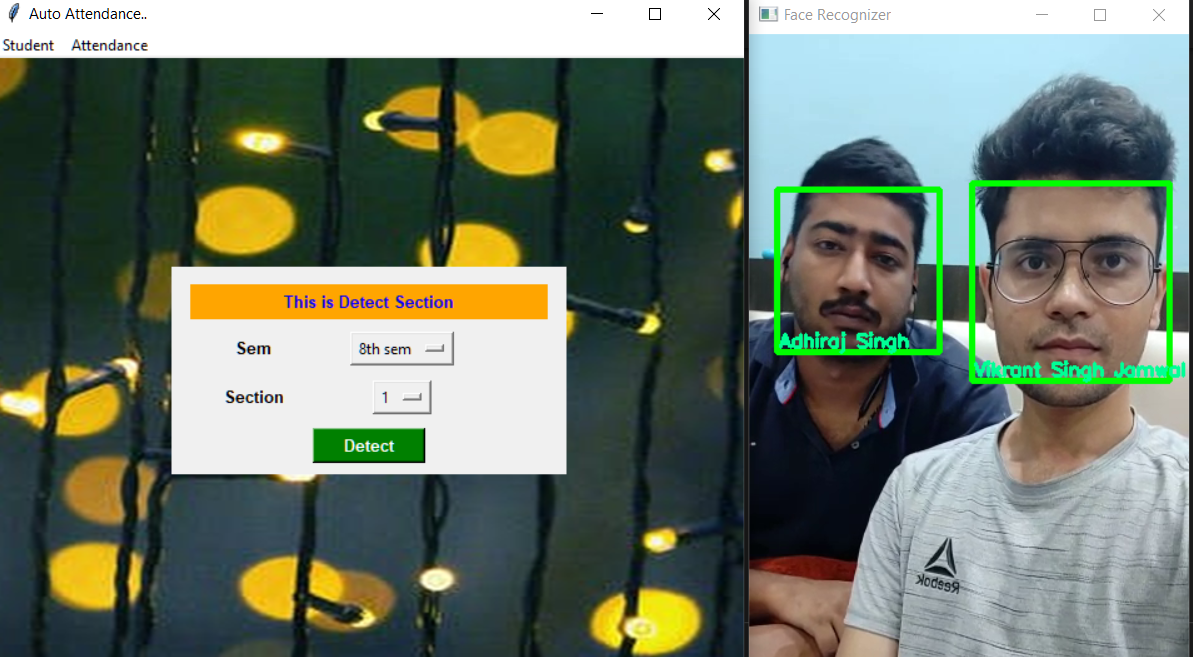 Auto Attendance..
Student Attendance
This is Detect Section
Sem 8th sem
Section 1
Detect
Face Recognizer
Adhiraj Singh
Vikrant Singh Jamwal
Reebok